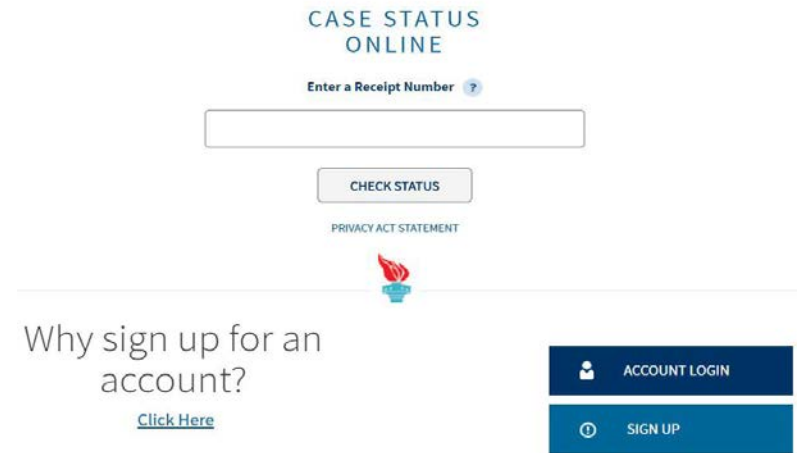 CASE STATUS
ONLINE
Enter a Receipt Number ?
CHECK STATUS
PRIVACY ACT STATEMENT
Why sign up for an
account?
Click Here
ACCOUNT LOGIN
SIGN UP